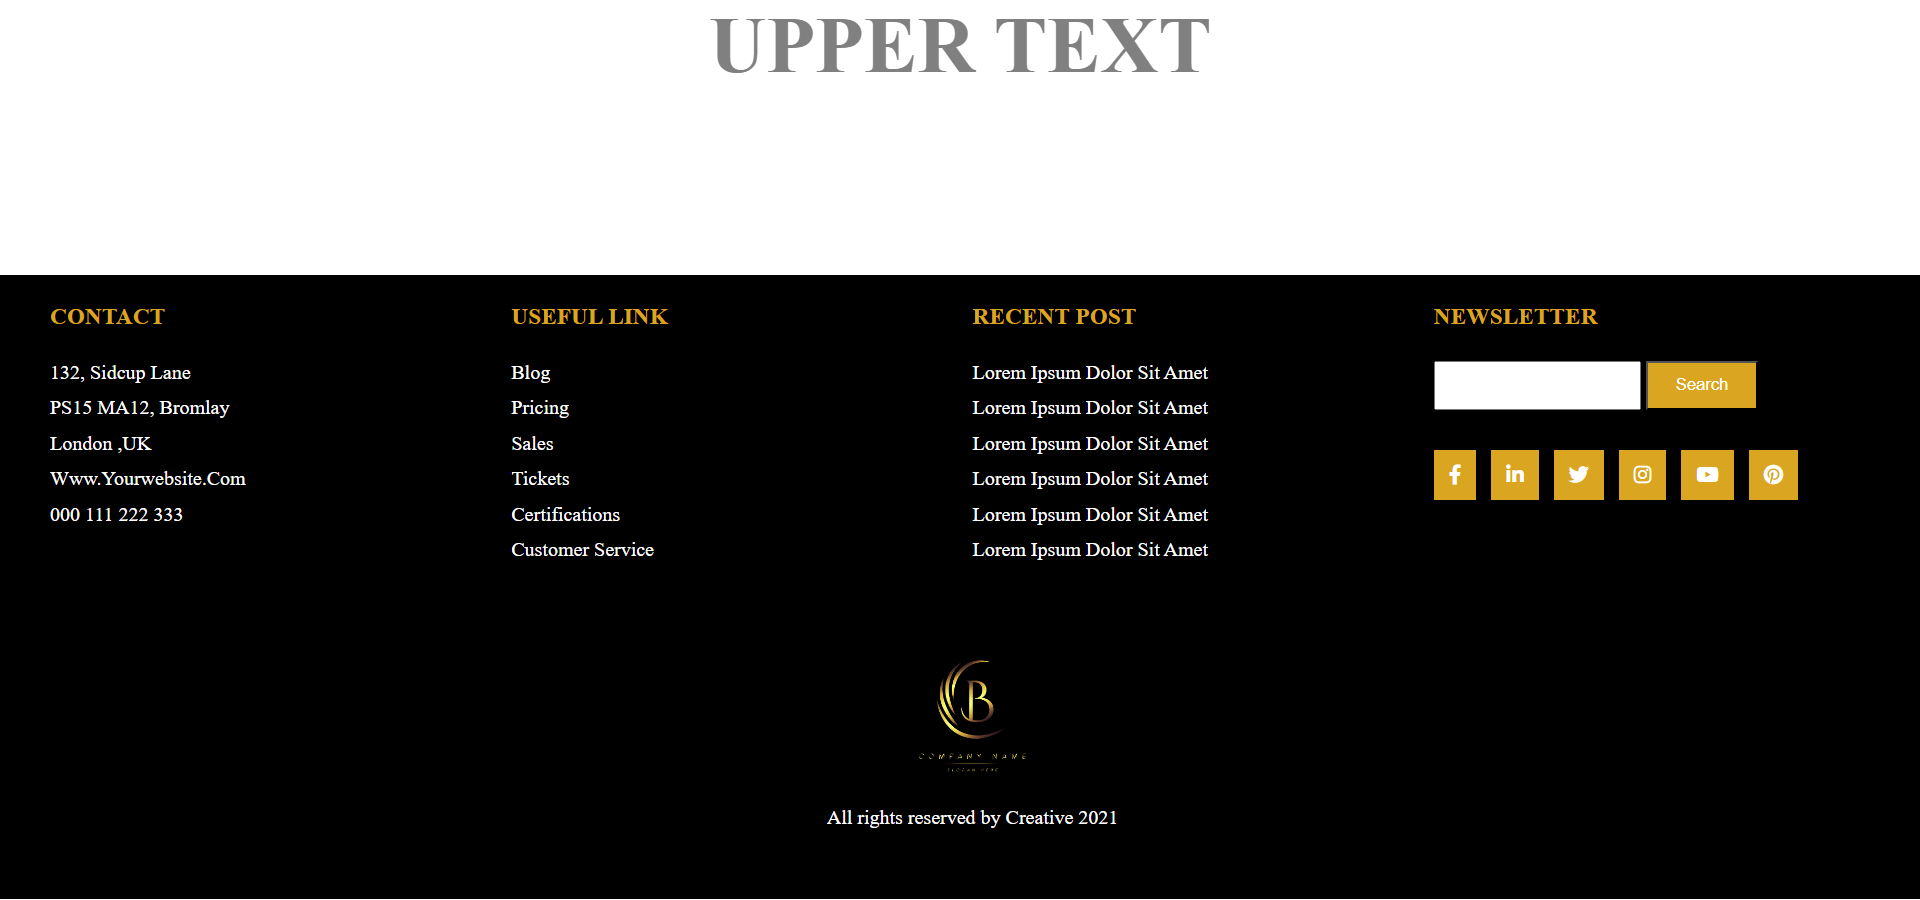 UPPER TEXT
CONTACT
132, Sidcup Lane
PS15 MA12, Bromlay
London ,UK
Www.Yourwebsite.Com
000 111 222 333
USEFUL LINK
Blog
Pricing
Sales
Tickets
Certifications
Customer Service
RECENT POST
Lorem Ipsum Dolor Sit Amet
Lorem Ipsum Dolor Sit Amet
Lorem Ipsum Dolor Sit Amet
Lorem Ipsum Dolor Sit Amet
Lorem Ipsum Dolor Sit Amet
Lorem Ipsum Dolor Sit Amet
NEWSLETTER
Search
B
COMPANY NAME
SLOGAN HERE
All rights reserved by Creative 2021